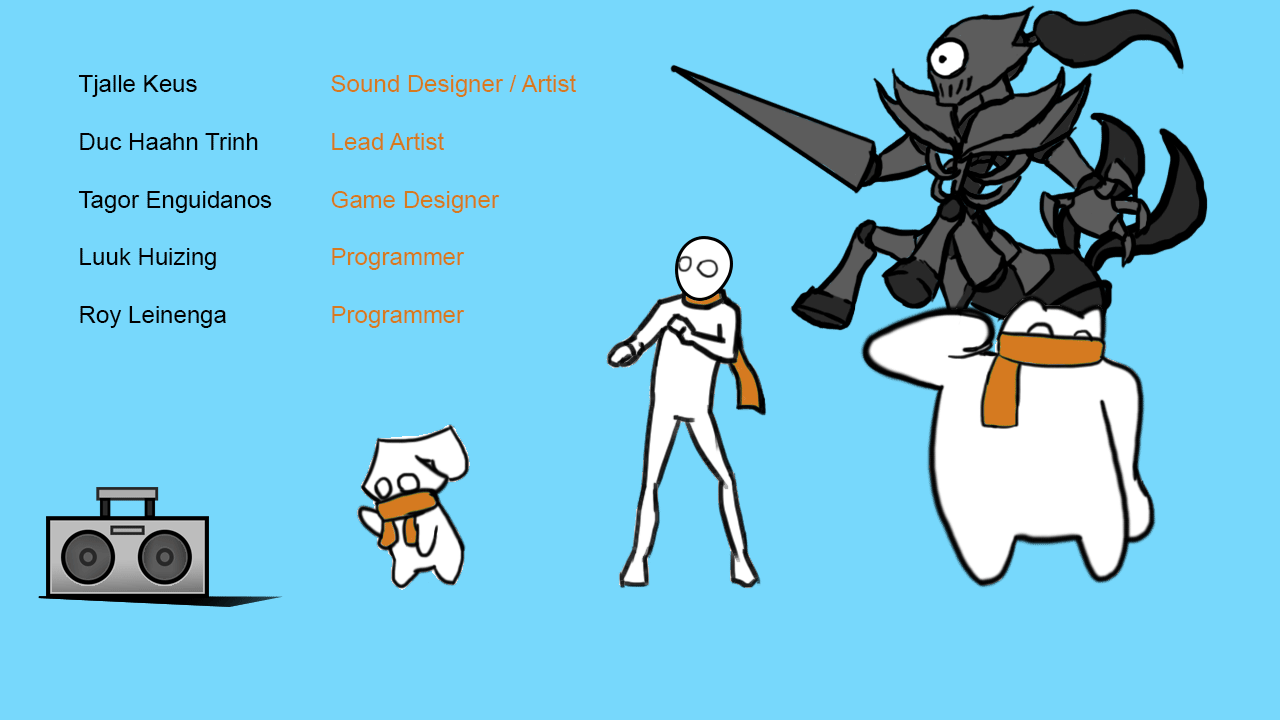 Tjalle Keus Sound Designer / Artist
Duc Haahn Trinh Lead Artist
Tagor Enguidanos Game Designer
Luuk Huizing Programmer
Roy Leinenga Programmer